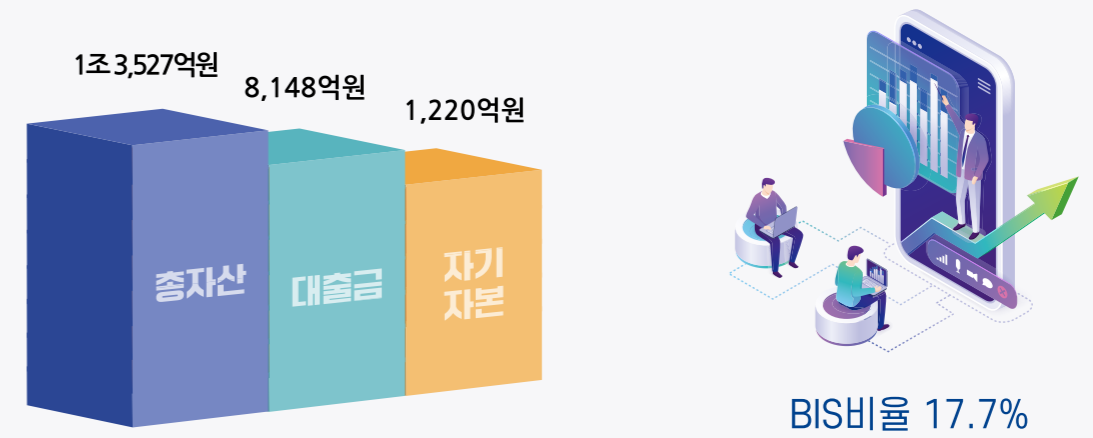 1조 3,527억원
8,148억원
1,220억원
총자산
대출금
자기
자본
BIS비율 17.7%